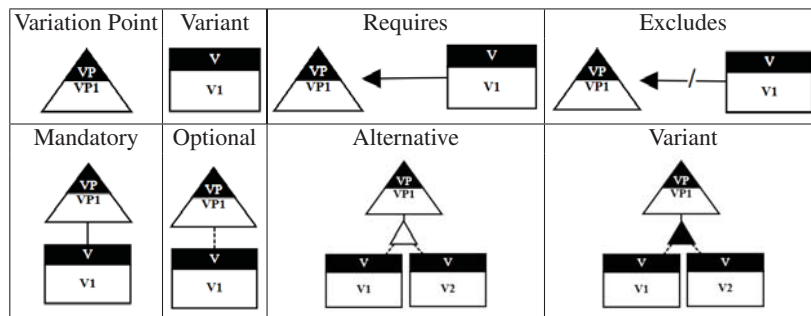 Variation Point
Variant
Requires
Excludes
VP
VP1
V
V1
VP
VP1
V
V1
VP
VP1
V
V1
Mandatory
Optional
Alternative
Variant
VP
VP1
V
V1
VP
VP1
V
V1
VP
VP1
V
V1
V
V2
VP
VP1
V
V1
V
V2